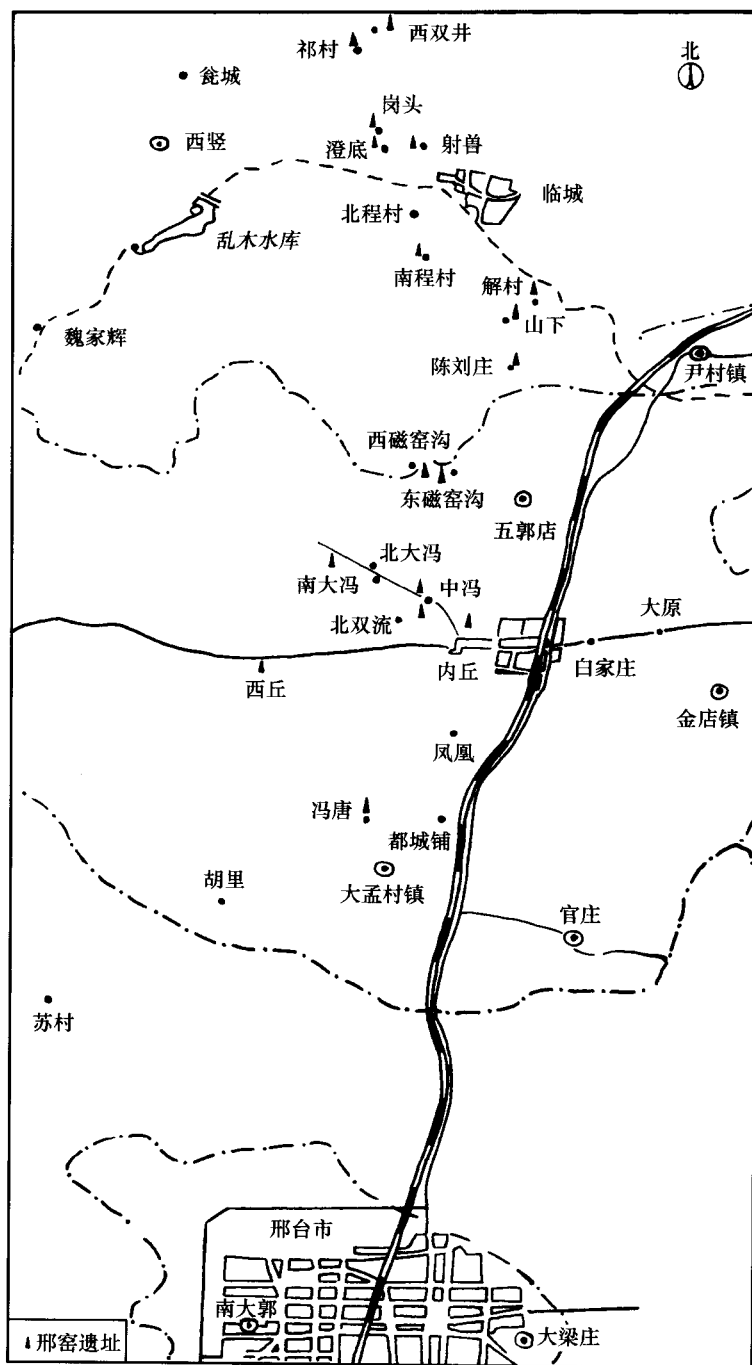 西双井
祁村
北
瓮城
岗头
西竖
澄底
射兽
临城
北程村
乱木水库
南程村
解村
山下
魏家辉
尹村镇
陈刘庄
西磁窑沟
东磁窑沟
五郭店
北大冯
南大冯
中冯
大原
北双流
内丘
白家庄
西丘
金店镇
凤凰
冯唐
都城铺
大孟村镇
胡里
官庄
苏村
邢台市
南大郭
大梁庄
邢窑遗址